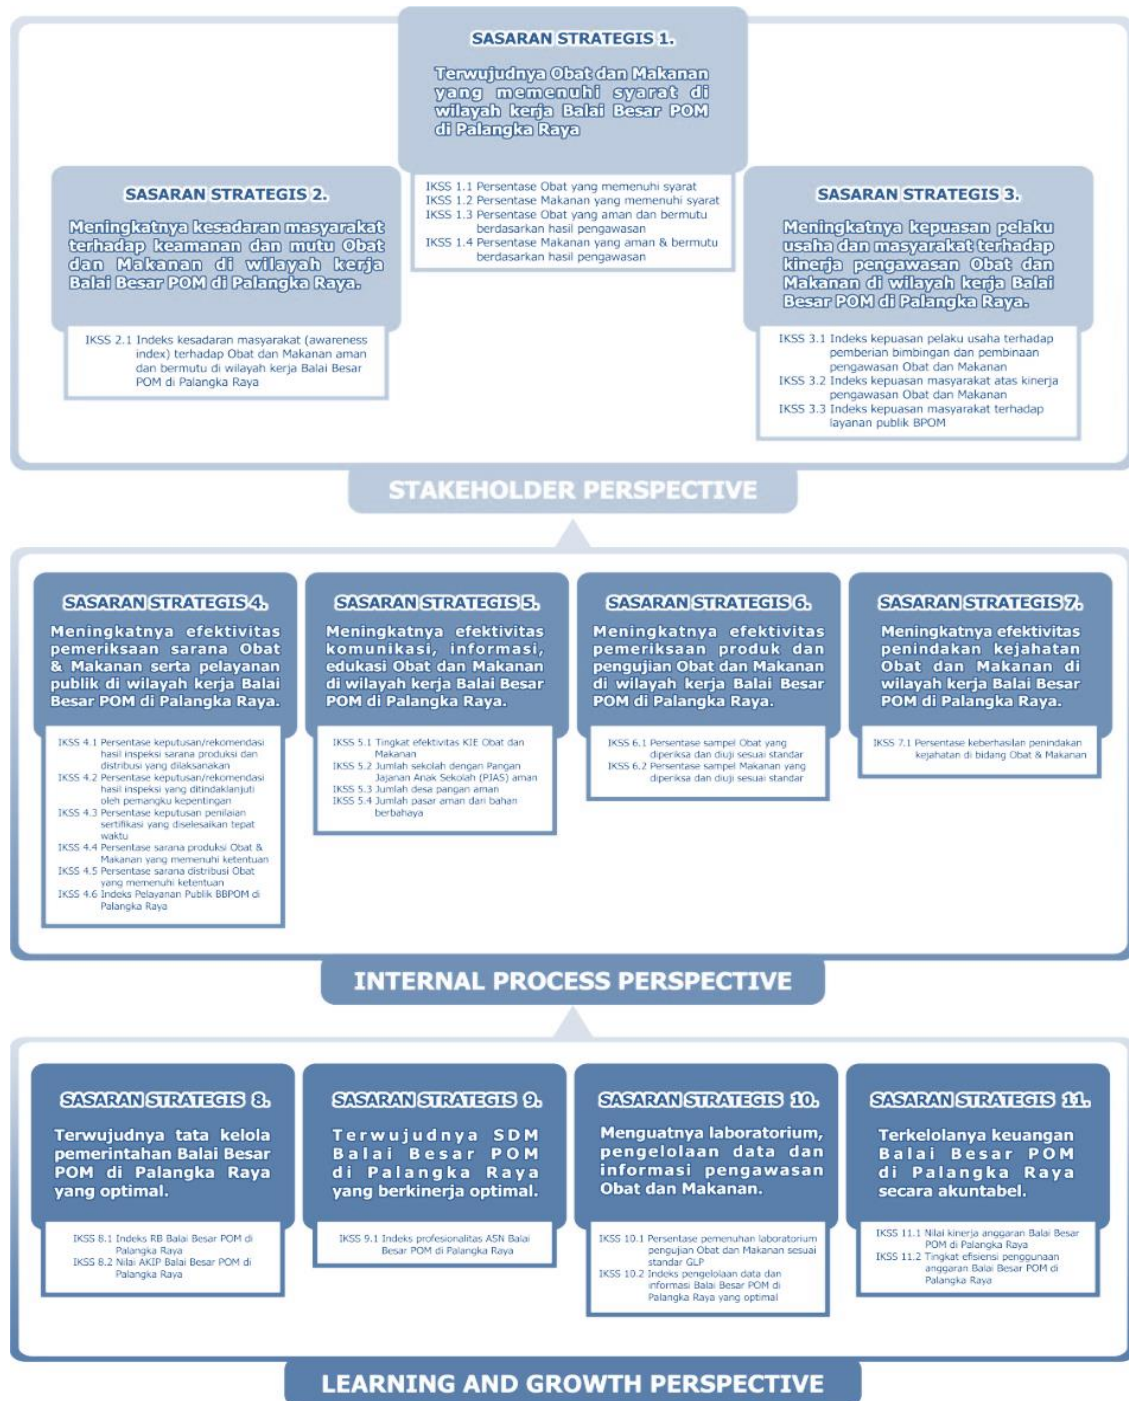 SASARAN STRATEGIS 1.
Terwujudnya Obat dan Makanan
yang memenuhi syarat di
wilayah kerja Balai Besar POM
di Palangka Raya
IKSS 1.1 Persentase Obat yang memenuhi syarat
IKSS 1.2 Persentase Makanan yang memenuhi syarat
IKSS 1.3 Persentase Obat yang aman dan bermutu
berdasarkan hasil pengawasan
IKSS 1.4 Persentase Makanan yang aman & bermutu
berdasarkan hasil pengawasan
SASARAN STRATEGIS 2.
Meningkatnya kesadaran masyarakat
terhadap keamanan dan mutu Obat
dan Makanan di wilayah kerja
Balai Besar POM di Palangka Raya.
IKSS 2.1 Indeks kesadaran masyarakat (awareness
index) terhadap Obat dan Makanan aman
dan bermutu di wilayah kerja Balai Besar
POM di Palangka Raya
SASARAN STRATEGIS 3.
Meningkatnya kepuasan pelaku
usaha dan masyarakat terhadap
kinerja pengawasan Obat dan
Makanan di wilayah kerja Balai
Besar POM di Palangka Raya.
IKSS 3.1 Indeks kepuasan pelaku usaha terhadap
pemberian bimbingan dan pembinaan
pengawasan Obat dan Makanan
IKSS 3.2 Indeks kepuasan masyarakat atas kinerja
pengawasan Obat dan Makanan
IKSS 3.3 Indeks kepuasan masyarakat terhadap
layanan publik BPOM
STAKEHOLDER PERSPECTIVE
SASARAN STRATEGIS 4.
Meningkatnya efektivitas
pemeriksaan sarana Obat
& Makanan serta pelayanan
publik di wilayah kerja Balai
Besar POM di Palangka Raya.
IKSS 4.1 Persentase keputusan/rekomendasi
hasil inspeksi sarana produksi dan
distribusi yang dilaksanakan
IKSS 4.2 Persentase keputusan/rekomendasi
hasil inspeksi yang ditindaklanjuti
oleh pemangku kepentingan
IKSS 4.3 Persentase keputusan penilaian
sertifikasi yang diselesaikan tepat
waktu
IKSS 4.4 Persentase sarana produksi Obat &
Makanan yang memenuhi ketentuan
IKSS 4.5 Persentase sarana distribusi Obat
yang memenuhi ketentuan
IKSS 4.6 Indeks Pelayanan Publik BBPOM di
Palangka Raya
SASARAN STRATEGIS 5.
Meningkatnya efektivitas
komunikasi, informasi,
edukasi Obat dan Makanan
di wilayah kerja Balai Besar
POM di Palangka Raya.
IKSS 5.1 Tingkat efektivitas KIE Obat dan
Makanan
IKSS 5.2 Jumlah sekolah dengan Pangan
Jajanan Anak Sekolah (PJAS) aman
IKSS 5.3 Jumlah desa pangan aman
IKSS 5.4 Jumlah pasar aman dari bahan
berbahaya
SASARAN STRATEGIS 6.
Meningkatnya efektivitas
pemeriksaan produk dan
pengujian Obat dan Makanan
di wilayah kerja Balai Besar
POM di Palangka Raya.
IKSS 6.1 Persentase sampel Obat yang
diperiksa dan diuji sesuai standar
IKSS 6.2 Persentase sampel Makanan yang
diperiksa dan diuji sesuai standar
SASARAN STRATEGIS 7.
Meningkatnya efektivitas
penindakan kejahatan
Obat dan Makanan di
wilayah kerja Balai Besar
POM di Palangka Raya.
IKSS 7.1 Persentase keberhasilan penindakan
kejahatan di bidang Obat & Makanan
INTERNAL PROCESS PERSPECTIVE
SASARAN STRATEGIS 8.
Terwujudnya tata kelola
pemerintahan Balai Besar
POM di Palangka Raya
yang optimal.
IKSS 8.1 Indeks RB Balai Besar POM di
Palangka Raya
IKSS 8.2 Nilai AKIP Balai Besar POM di
Palangka Raya
SASARAN STRATEGIS 9.
Terwujudnya SDM
Balai Besar POM
di Palangka Raya
yang berkinerja optimal.
IKSS 9.1 Indeks profesionalitas ASN Balai
Besar POM di Palangka Raya
SASARAN STRATEGIS 10.
Menguatnya laboratorium,
pengelolaan data dan
informasi pengawasan
Obat dan Makanan.
IKSS 10.1 Persentase pemenuhan laboratorium
pengujian Obat dan Makanan sesuai
standar GLP
IKSS 10.2 Indeks pengelolaan data dan
informasi Balai Besar POM di
Palangka Raya yang optimal
SASARAN STRATEGIS 11.
Terkelolanya keuangan
Balai Besar POM
di Palangka Raya
secara akuntabel.
IKSS 11.1 Nilai kinerja anggaran Balai Besar
POM di Palangka Raya
IKSS 11.2 Tingkat efisiensi penggunaan
anggaran Balai Besar POM di
Palangka Raya
LEARNING AND GROWTH PERSPECTIVE